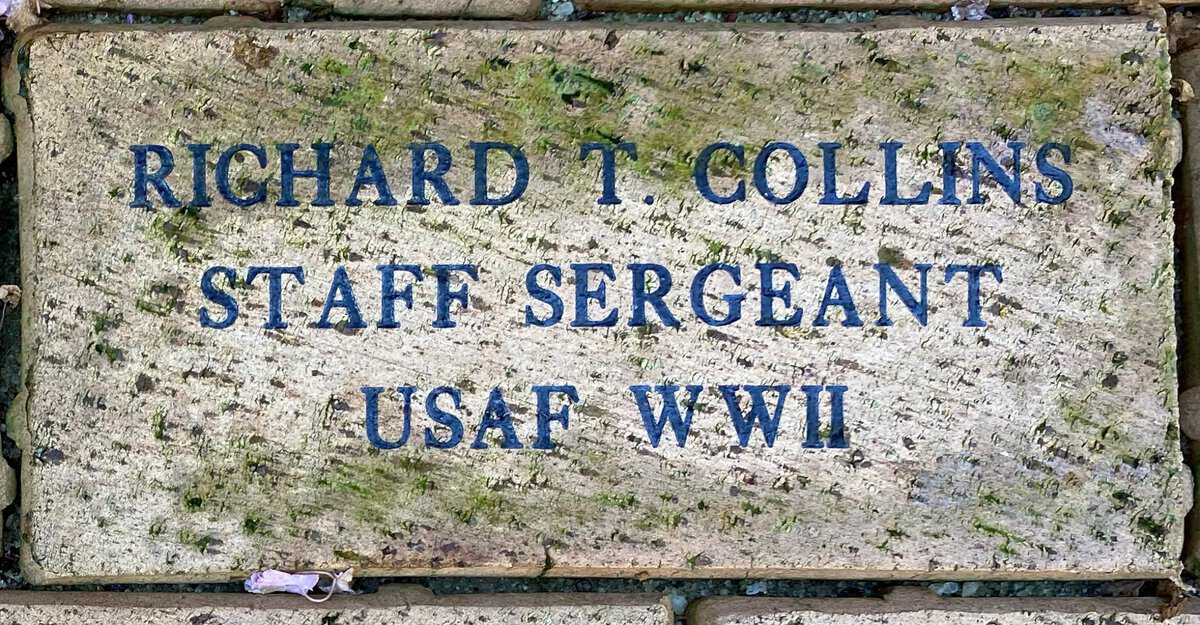 RICHARD T. COLLINS
STAFF SERGEANT
USAF WWII